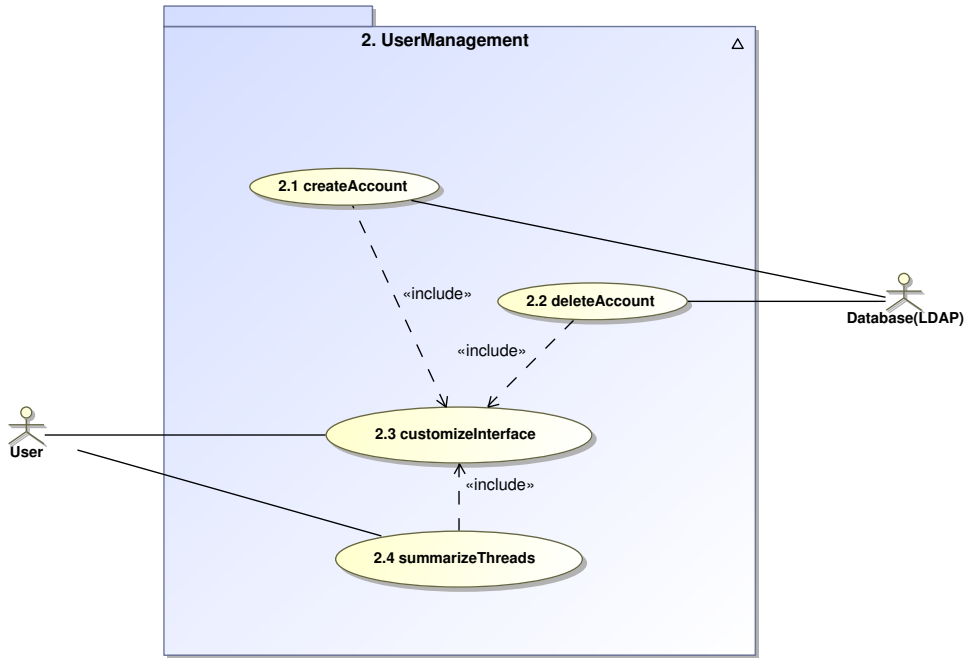 2. UserManagement
2.1 createAccount
«include»
2.2 deleteAccount
Database(LDAP)
«include»
2.3 customizeInterface
User
«include»
2.4 summarizeThreads